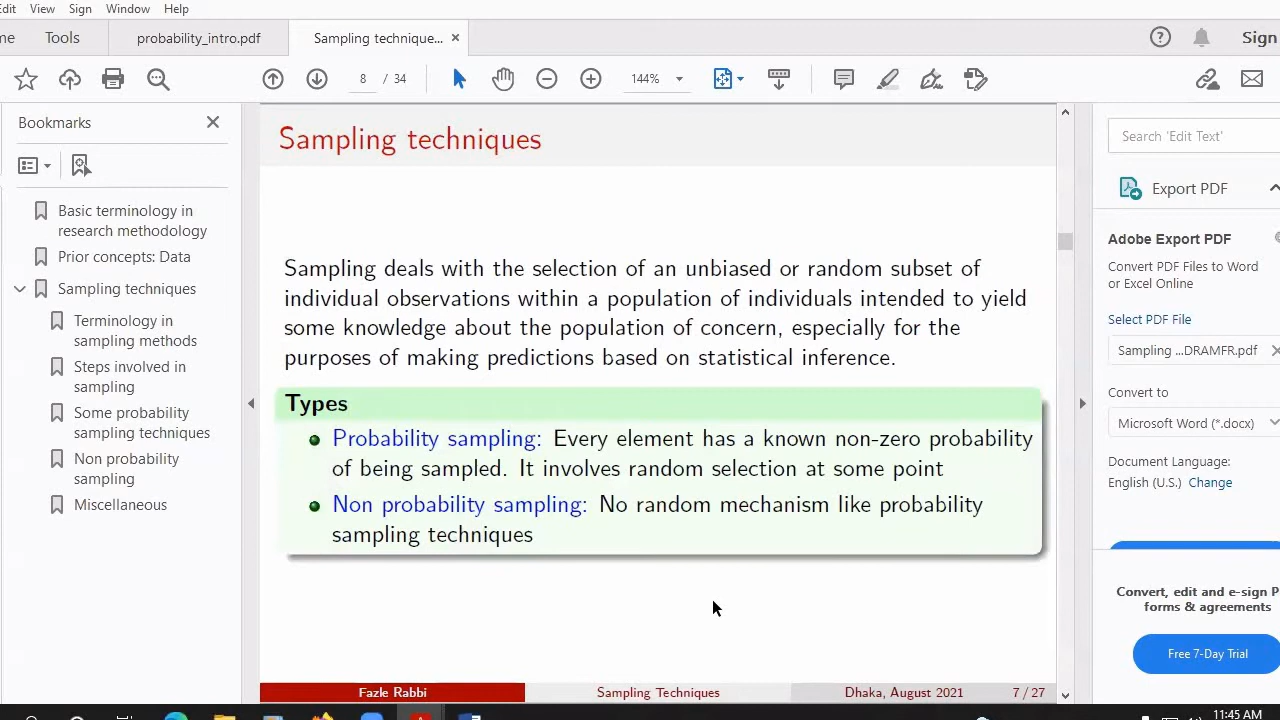 Edit View Sign Window Help
me Tools probability_intro.pdf Sampling technique... × Sign
8 / 34 144%
Bookmarks
Basic terminology in
research methodology
Prior concepts: Data
Sampling techniques
Terminology in
sampling methods
Steps involved in
sampling
Some probability
sampling techniques
Non probability
sampling
Miscellaneous
Sampling techniques
Sampling deals with the selection of an unbiased or random subset of
individual observations within a population of individuals intended to yield
some knowledge about the population of concern, especially for the
purposes of making predictions based on statistical inference.
Types
Probability sampling: Every element has a known non-zero probability
of being sampled. It involves random selection at some point
Non probability sampling: No random mechanism like probability
sampling techniques
Fazle Rabbi Sampling Techniques Dhaka, August 2021 7 / 27
Search 'Edit Text'
Export PDF
Adobe Export PDF
Convert PDF Files to Word
or Excel Online
Select PDF File
Sampling ...DRAMFR.pdf
Convert to
Microsoft Word (*.docx)
Document Language:
English (U.S.) Change
Convert, edit and e-sign P
forms & agreements
Free 7-Day Trial
11:45 AM